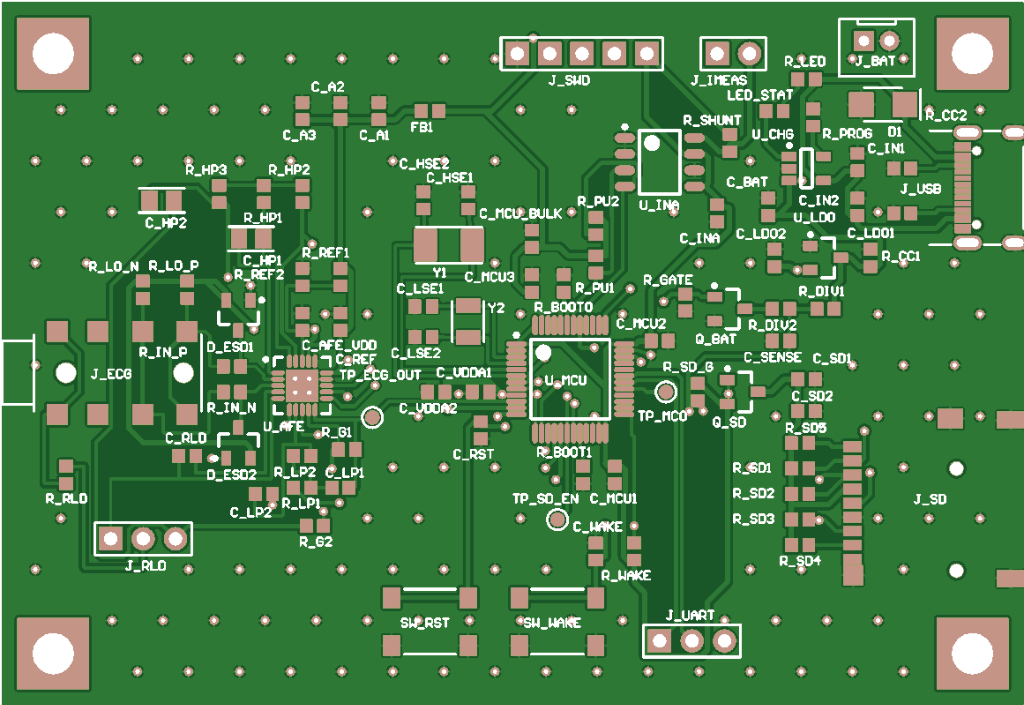 R_LED
J_BAT
J_SWD
J_IMEAS
C_A2
LED_STAT
C_A3
C_A1
FB1
R_SHUNT
U_CHG
R_PROG
D1
R_CC2
C_IN1
R_HP3
R_HP2
C_HSE2
C_HSE1
C_BAT
J_USB
C_HP2
R_HP1
C_MCU_BULK
R_PU2
U_INA
C_IN2
U_LDO
C_HP1
R_REF1
C_INA
C_LDO2
C_LDO1
R_CC1
R_LO_N
R_LO_P
R_REF2
Y1
C_MCU3
R_PU1
R_GATE
R_DIV1
C_LSE1
Y2
R_BOOT0
C_MCU2
R_DIV2
Q_BAT
D_ESD1
C_AFE_VDD
C_LSE2
R_IN_P
C_REF
C_SENSE
C_SD1
J_ECG
TP_ECG_OUT
C_VDDA1
U_MCU
R_SD_G
R_IN_N
C_VDDA2
TP_MCO
Q_SD
C_SD2
U_AFE
R_G1
C_RLD
C_RST
R_BOOT1
R_SD5
D_ESD2
R_LP2
C_LP1
R_SD1
R_RLD
R_LP1
TP_SD_EN
C_MCU1
R_SD2
J_SD
C_LP2
R_SD3
R_G2
C_WAKE
J_RLD
R_WAKE
R_SD4
SW_RST
SW_WAKE
J_UART